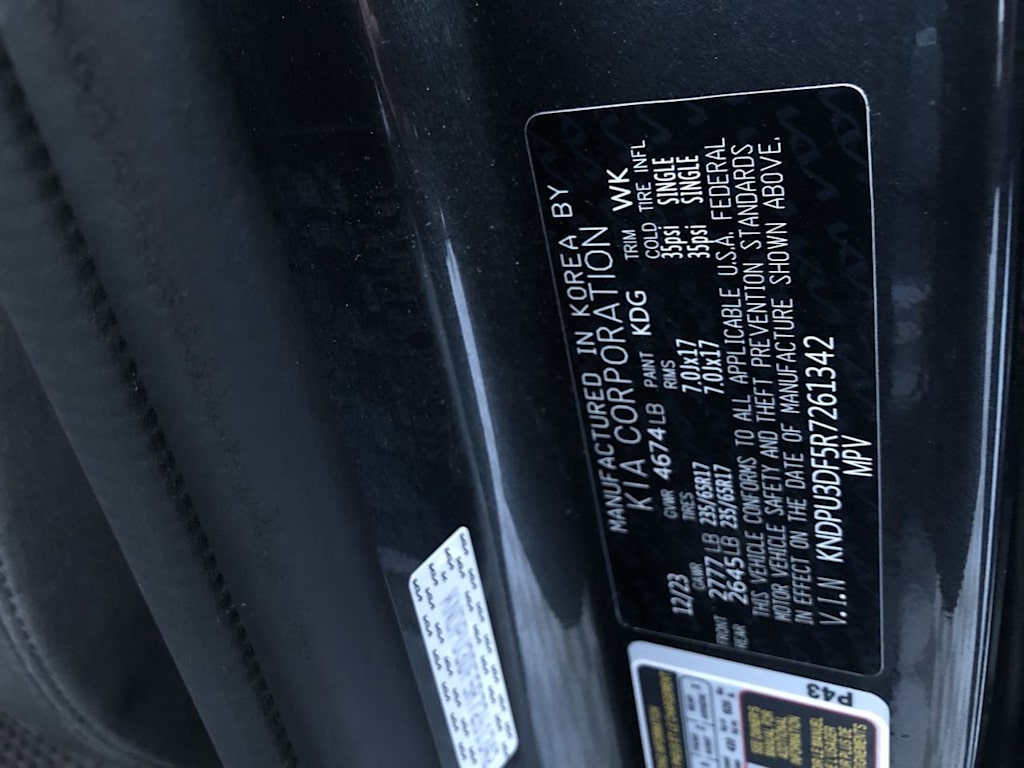 MANUFACTURED IN KOREA BY
KIA CORPORATION
12/23 GVWR 4674LB PAINT KDG TRIM WK
GAWR TIRES RIMS COLD TIRE INFL
FRONT 2777LB 235/65R17 7.0Jx17 35psi SINGLE
REAR 2645LB 235/65R17 7.0Jx17 35psi SINGLE
THIS VEHICLE CONFORMS TO ALL APPLICABLE U.S.A. FEDERAL
MOTOR VEHICLE SAFETY AND THEFT PREVENTION STANDARDS
IN EFFECT ON THE DATE OF MANUFACTURE SHOWN ABOVE.
V.I.N KNDPU3DF5R7261342
MPV
P43